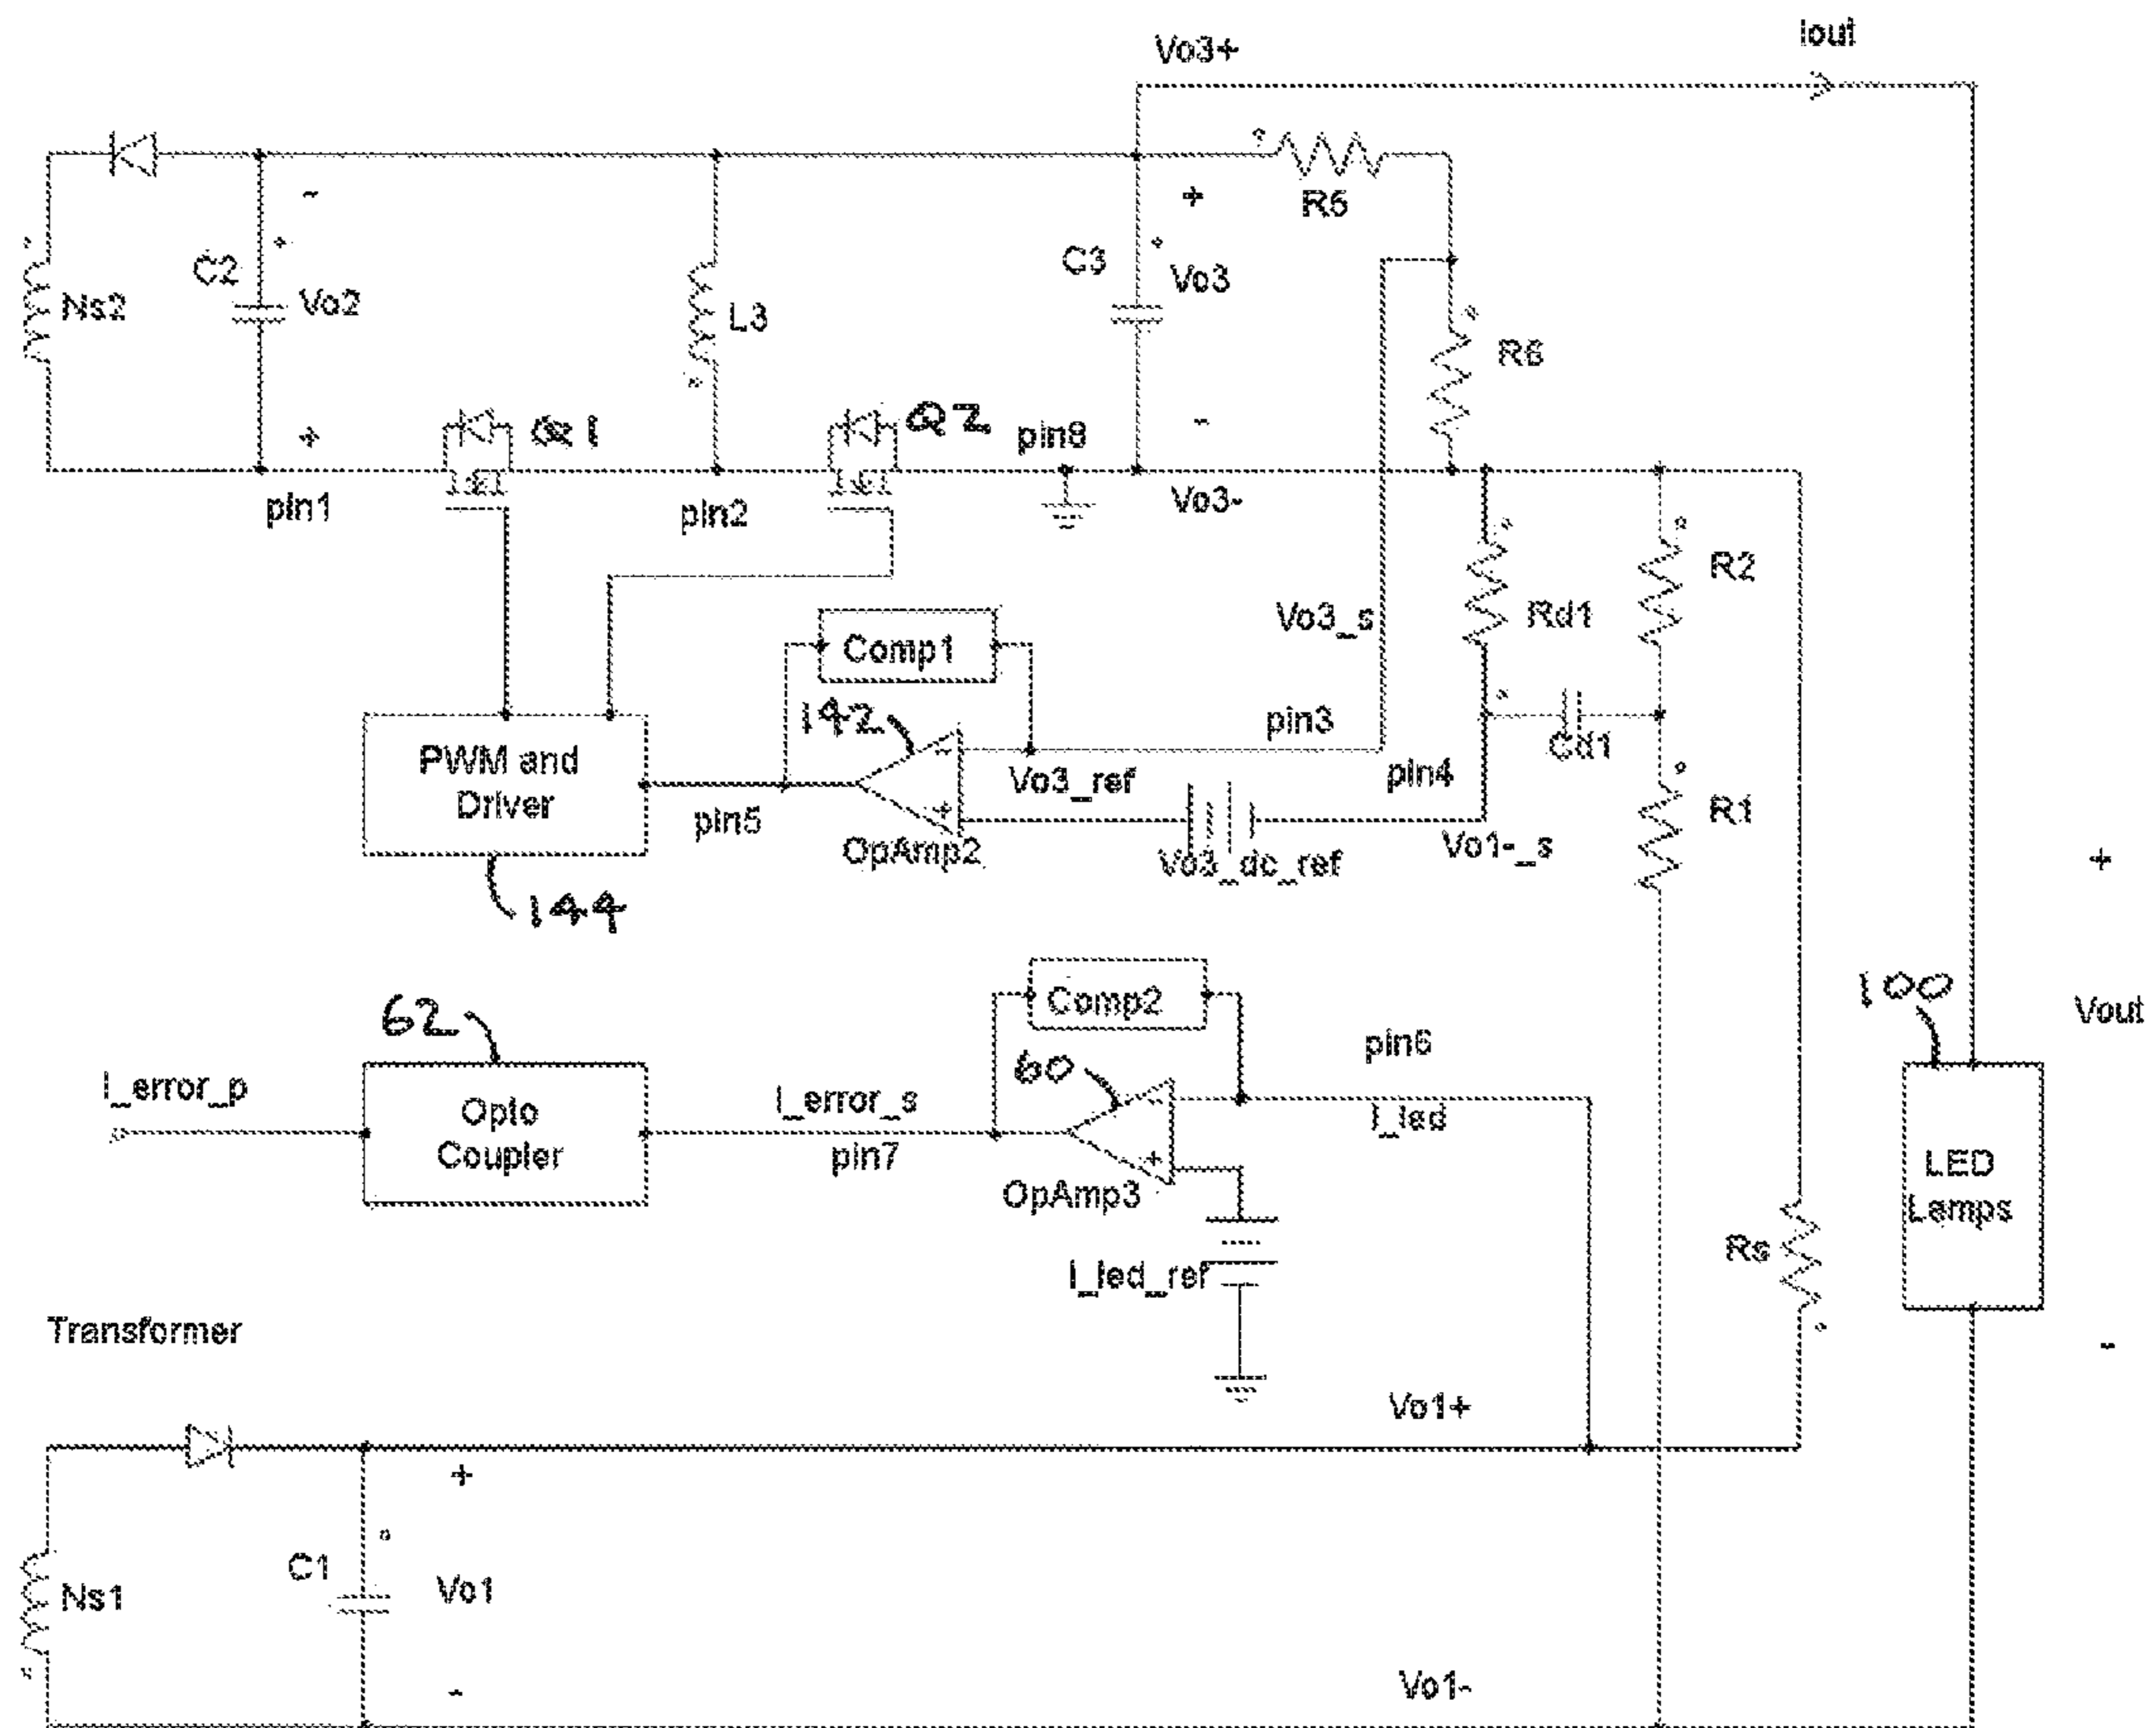 Iout
Vo3+
R5
+
-
C2
Vo2
Ns2
L3
C3
Vo3
R6
+
Q1
Q2
pin8
-
pin1
pin2
Vo3-
R2
Rd1
Vo3_s
Comp1
142
pin3
Cd1
PWM and
Driver
Vo3_ref
pin4
R1
pin5
OpAmp2
Vo3_dc_ref
Vo1-_s
144
+
100
Vout
62
Comp2
pin6
60
I_error_p
Opto
Coupler
I_error_s
pin7
I_led
OpAmp3
LED
Lamps
Rs
I_led_ref
Transformer
-
Vo1+
+
C1
Vo1
Ns1
-
Vo1-